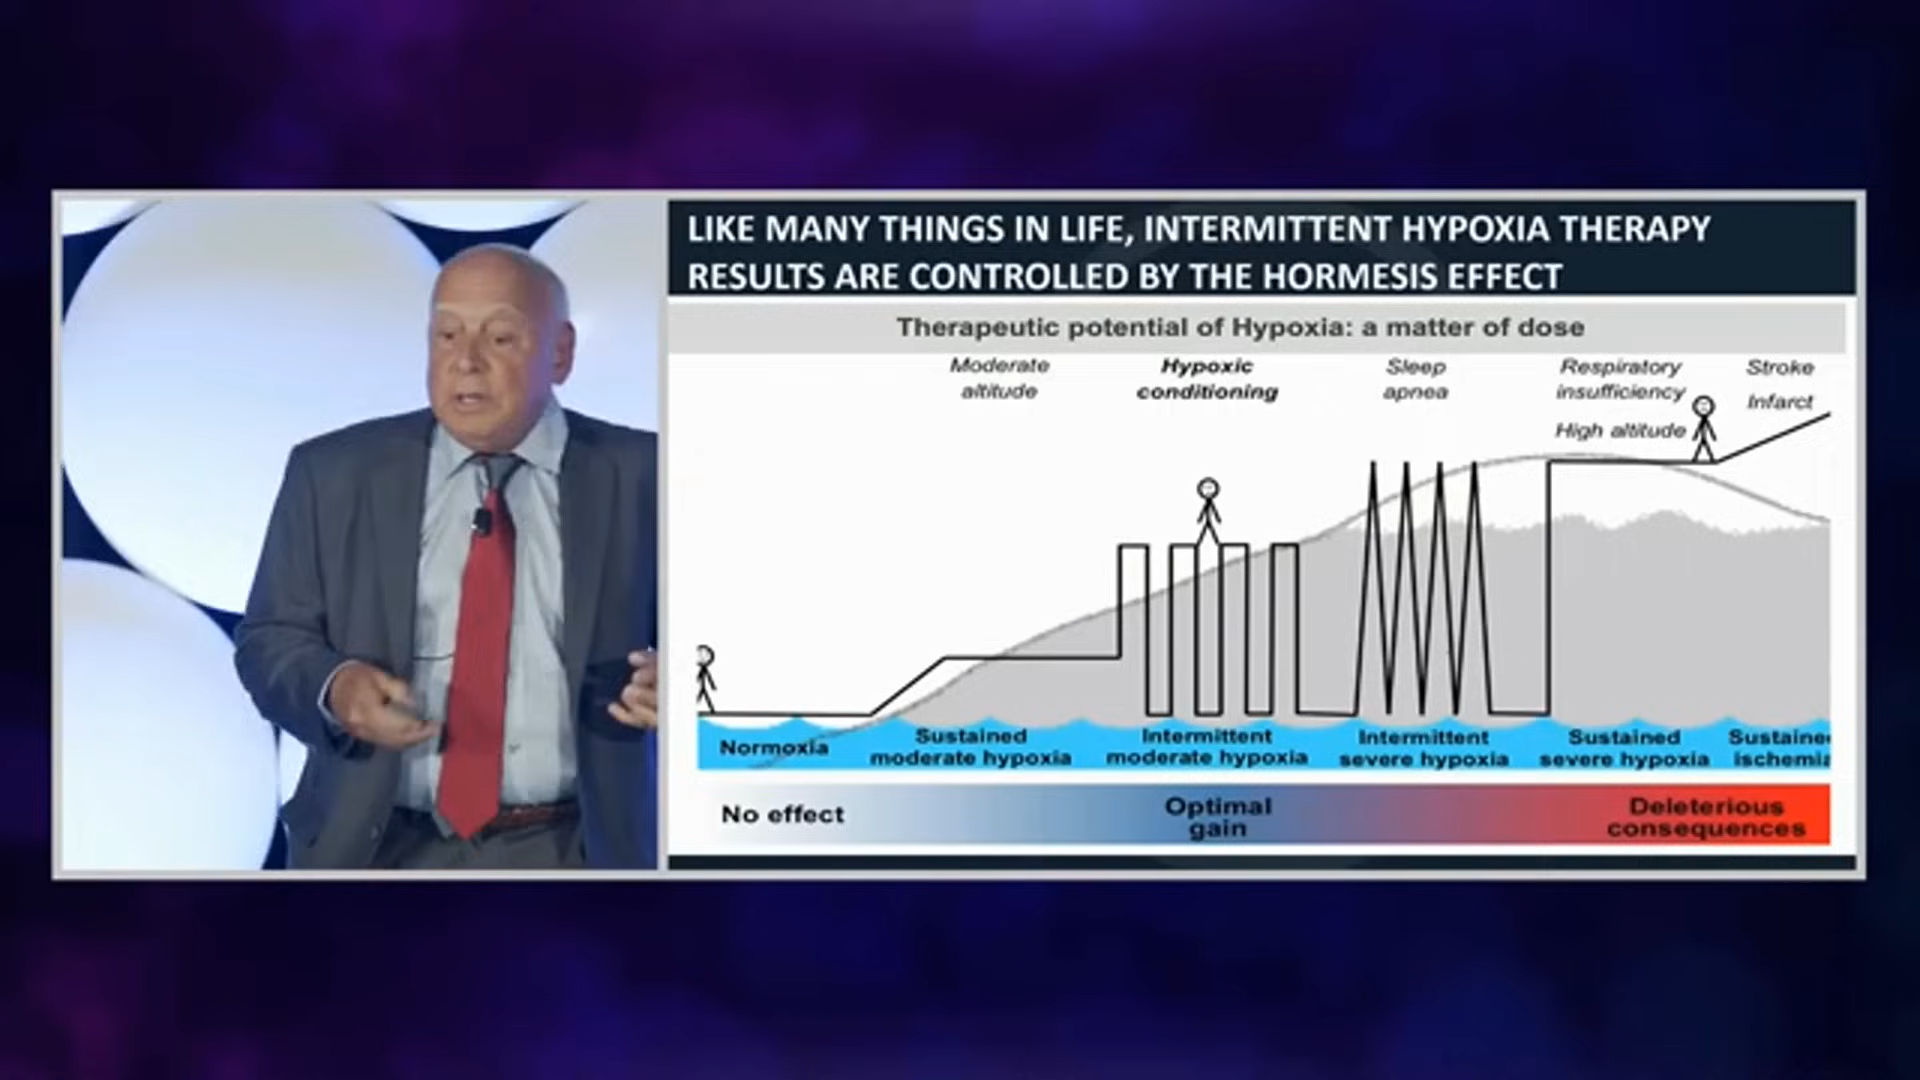 LIKE MANY THINGS IN LIFE, INTERMITTENT HYPOXIA THERAPY
RESULTS ARE CONTROLLED BY THE HORMESIS EFFECT
Therapeutic potential of Hypoxia: a matter of dose
Moderate
altitude
Hypoxic
conditioning
Sleep
apnea
Respiratory
insufficiency
High altitude
Stroke
Infarct
Normoxia
Sustained
moderate hypoxia
Intermittent
moderate hypoxia
Intermittent
severe hypoxia
Sustained
severe hypoxia
Sustaine
ischemia
No effect
Optimal
gain
Deleterious
consequences